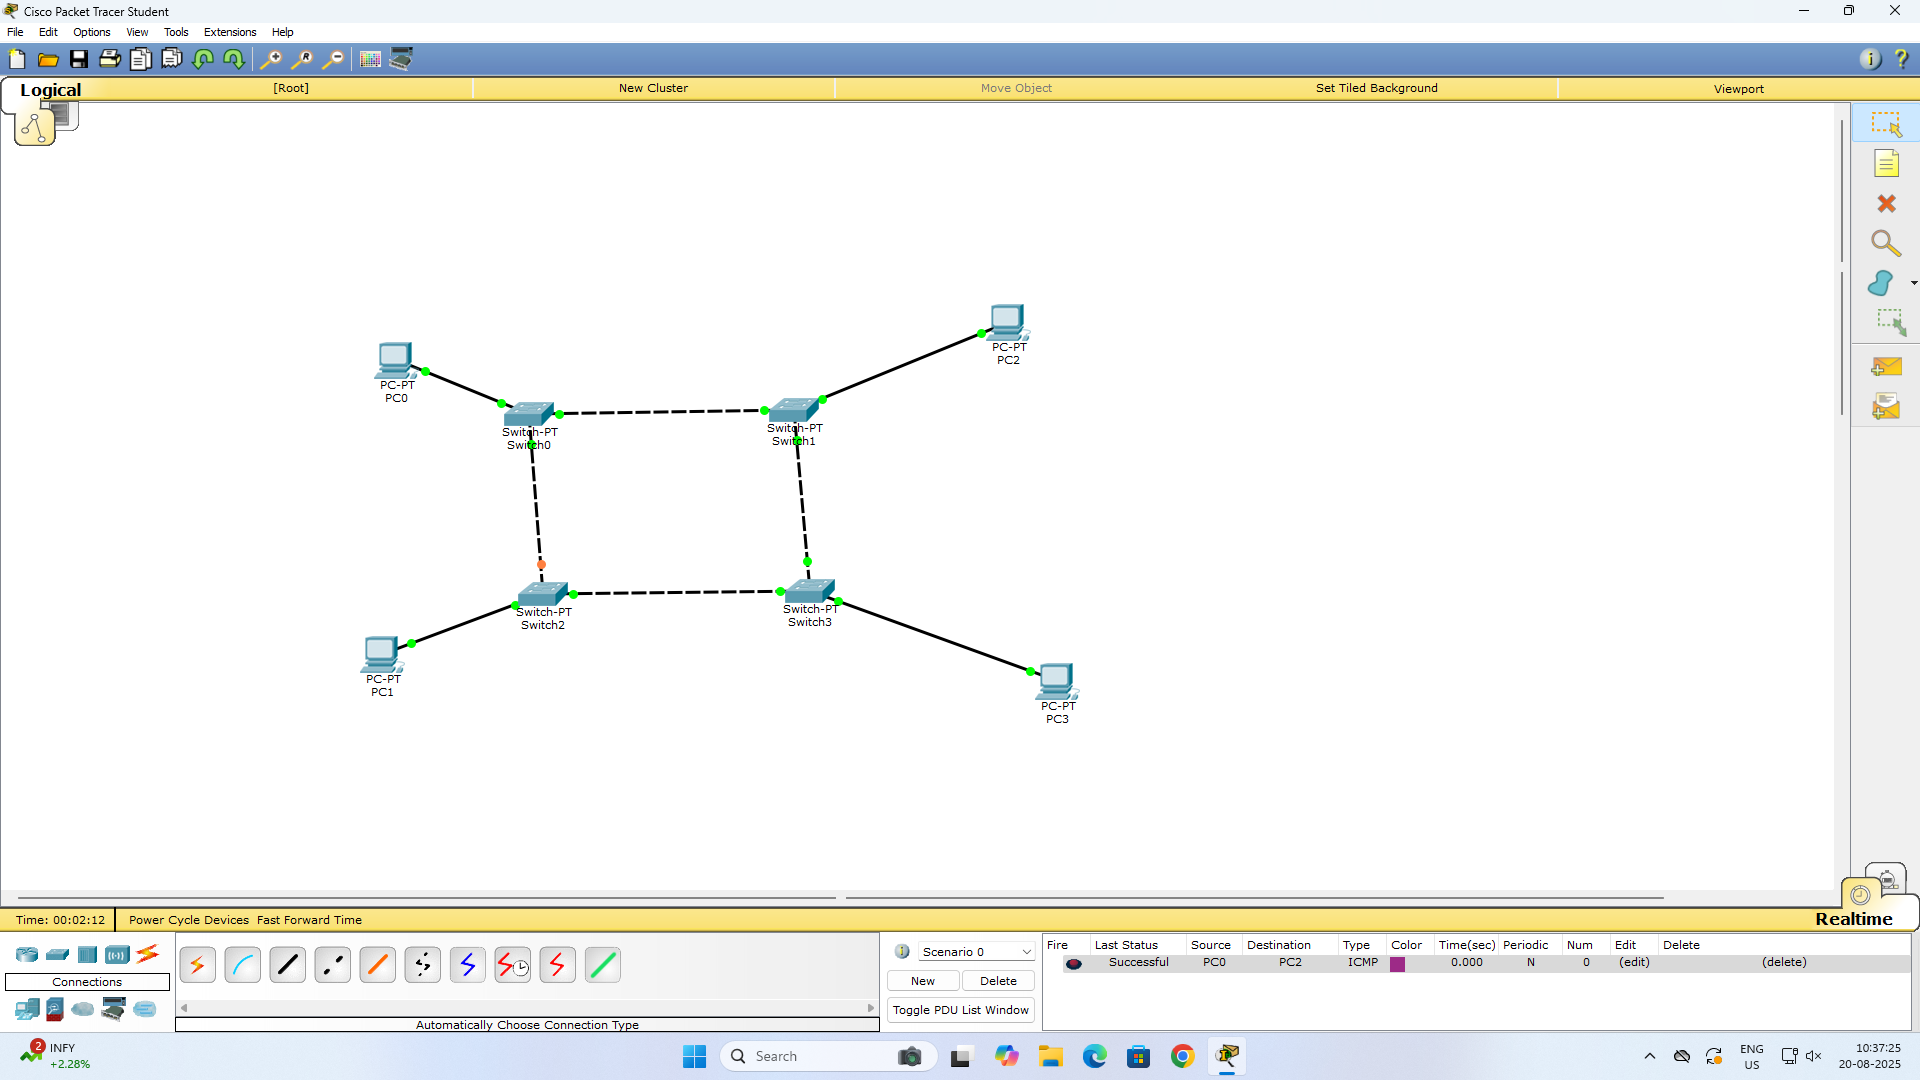 Cisco Packet Tracer Student
File Edit Options View Tools Extensions Help
Logical [Root] New Cluster Move Object Set Tiled Background Viewport
PC-PT
PC2
PC-PT
PC0
Switch-PT
Switch0
Switch-PT
Switch1
Switch-PT
Switch2
Switch-PT
Switch3
PC-PT
PC1
PC-PT
PC3
Time: 00:02:12 Power Cycle Devices Fast Forward Time Realtime
Connections
Automatically Choose Connection Type
Scenario 0
New Delete
Toggle PDU List Window
Fire Last Status Source Destination Type Color Time(sec) Periodic Num Edit Delete
Successful PC0 PC2 ICMP 0.000 N 0 (edit) (delete)
2 INFY
+2.28%
Search
ENG
US
10:37:25
20-08-2025